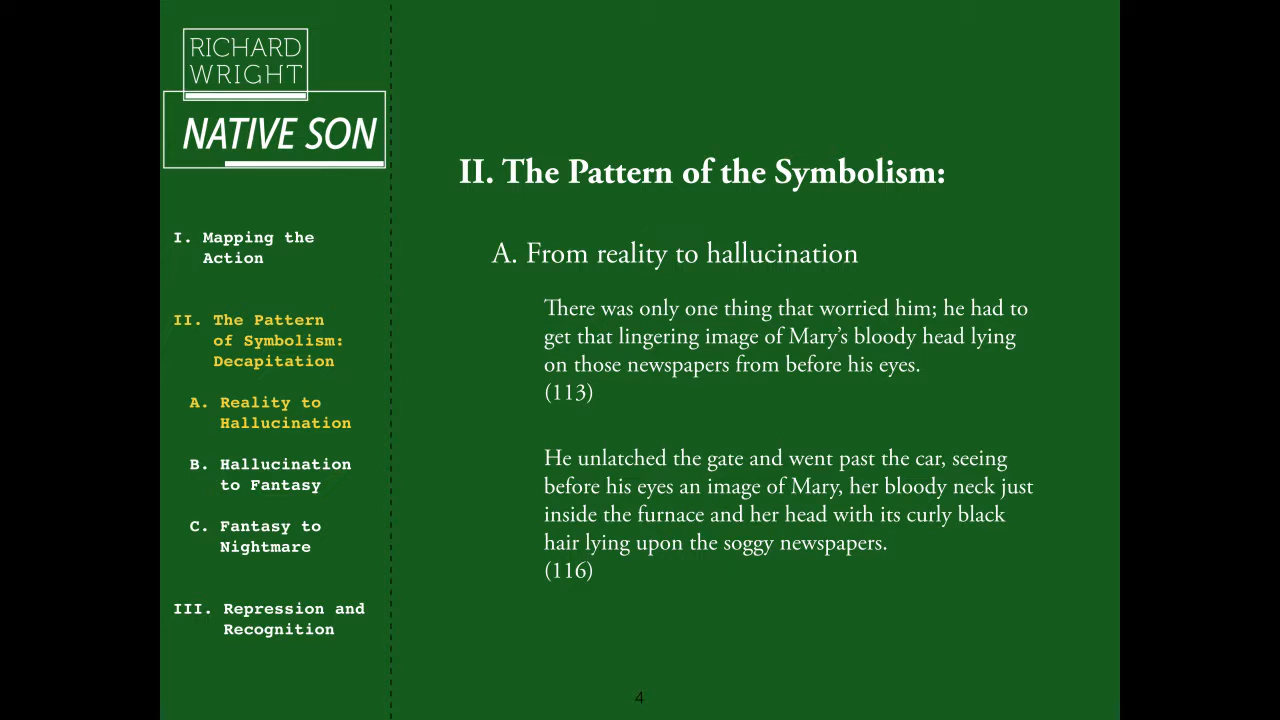 RICHARD
WRIGHT
NATIVE SON
I. Mapping the
Action
II. The Pattern
of Symbolism:
Decapitation
A. Reality to
Hallucination
B. Hallucination
to Fantasy
C. Fantasy to
Nightmare
III. Repression and
Recognition
II. The Pattern of the Symbolism:
A. From reality to hallucination
There was only one thing that worried him; he had to
get that lingering image of Mary’s bloody head lying
on those newspapers from before his eyes.
(113)
He unlatched the gate and went past the car, seeing
before his eyes an image of Mary, her bloody neck just
inside the furnace and her head with its curly black
hair lying upon the soggy newspapers.
(116)
4